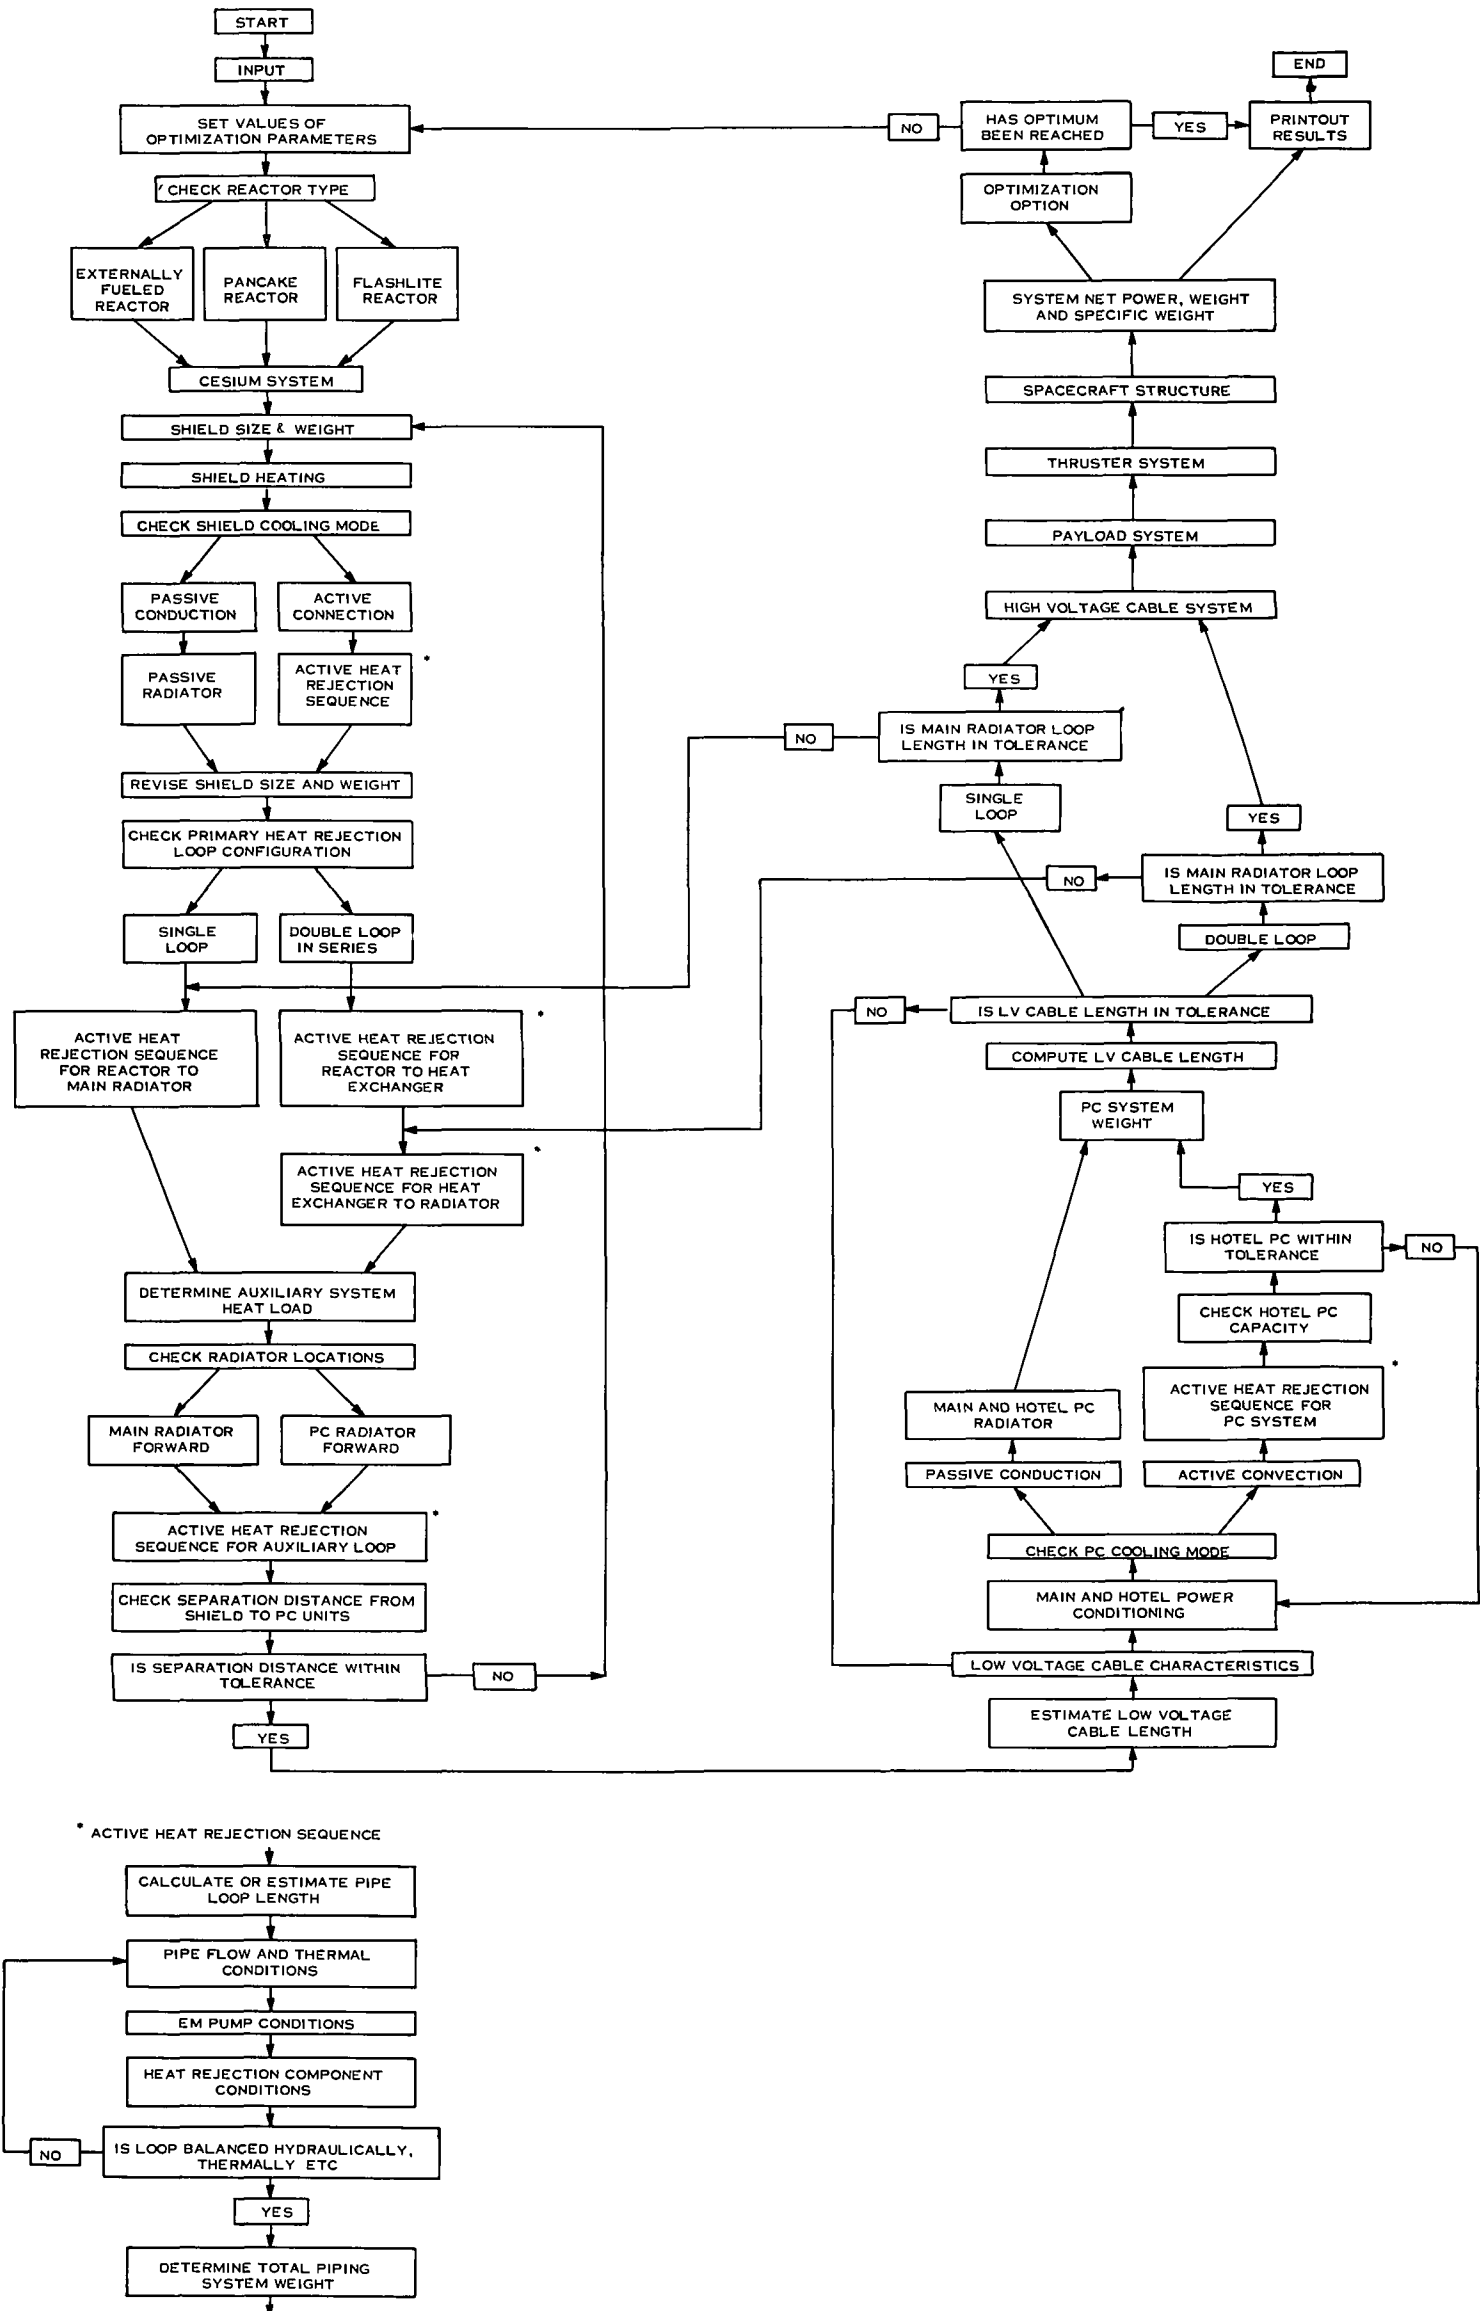 START
INPUT
SET VALUES OF
OPTIMIZATION PARAMETERS
CHECK REACTOR TYPE
EXTERNALLY
FUELED
REACTOR
PANCAKE
REACTOR
FLASHLITE
REACTOR
CESIUM SYSTEM
SHIELD SIZE & WEIGHT
SHIELD HEATING
CHECK SHIELD COOLING MODE
PASSIVE
CONDUCTION
ACTIVE
CONNECTION
PASSIVE
RADIATOR
ACTIVE HEAT
REJECTION
SEQUENCE
*
REVISE SHIELD SIZE AND WEIGHT
CHECK PRIMARY HEAT REJECTION
LOOP CONFIGURATION
SINGLE
LOOP
DOUBLE LOOP
IN SERIES
ACTIVE HEAT
REJECTION SEQUENCE
FOR REACTOR TO
MAIN RADIATOR
ACTIVE HEAT REJECTION
SEQUENCE FOR
REACTOR TO HEAT
EXCHANGER
*
ACTIVE HEAT REJECTION
SEQUENCE FOR HEAT
EXCHANGER TO RADIATOR
*
DETERMINE AUXILIARY SYSTEM
HEAT LOAD
CHECK RADIATOR LOCATIONS
MAIN RADIATOR
FORWARD
PC RADIATOR
FORWARD
ACTIVE HEAT REJECTION
SEQUENCE FOR AUXILIARY LOOP
*
CHECK SEPARATION DISTANCE FROM
SHIELD TO PC UNITS
IS SEPARATION DISTANCE WITHIN
TOLERANCE
NO
YES
END
NO
HAS OPTIMUM
BEEN REACHED
YES
PRINTOUT
RESULTS
OPTIMIZATION
OPTION
SYSTEM NET POWER, WEIGHT
AND SPECIFIC WEIGHT
SPACECRAFT STRUCTURE
THRUSTER SYSTEM
PAYLOAD SYSTEM
HIGH VOLTAGE CABLE SYSTEM
YES
NO
IS MAIN RADIATOR LOOP
LENGTH IN TOLERANCE
SINGLE
LOOP
YES
NO
IS MAIN RADIATOR LOOP
LENGTH IN TOLERANCE
DOUBLE LOOP
NO
IS LV CABLE LENGTH IN TOLERANCE
COMPUTE LV CABLE LENGTH
PC SYSTEM
WEIGHT
YES
IS HOTEL PC WITHIN
TOLERANCE
NO
CHECK HOTEL PC
CAPACITY
MAIN AND HOTEL PC
RADIATOR
ACTIVE HEAT REJECTION
SEQUENCE FOR
PC SYSTEM
*
PASSIVE CONDUCTION
ACTIVE CONVECTION
CHECK PC COOLING MODE
MAIN AND HOTEL POWER
CONDITIONING
LOW VOLTAGE CABLE CHARACTERISTICS
ESTIMATE LOW VOLTAGE
CABLE LENGTH
* ACTIVE HEAT REJECTION SEQUENCE
CALCULATE OR ESTIMATE PIPE
LOOP LENGTH
PIPE FLOW AND THERMAL
CONDITIONS
EM PUMP CONDITIONS
HEAT REJECTION COMPONENT
CONDITIONS
NO
IS LOOP BALANCED HYDRAULICALLY,
THERMALLY ETC
YES
DETERMINE TOTAL PIPING
SYSTEM WEIGHT